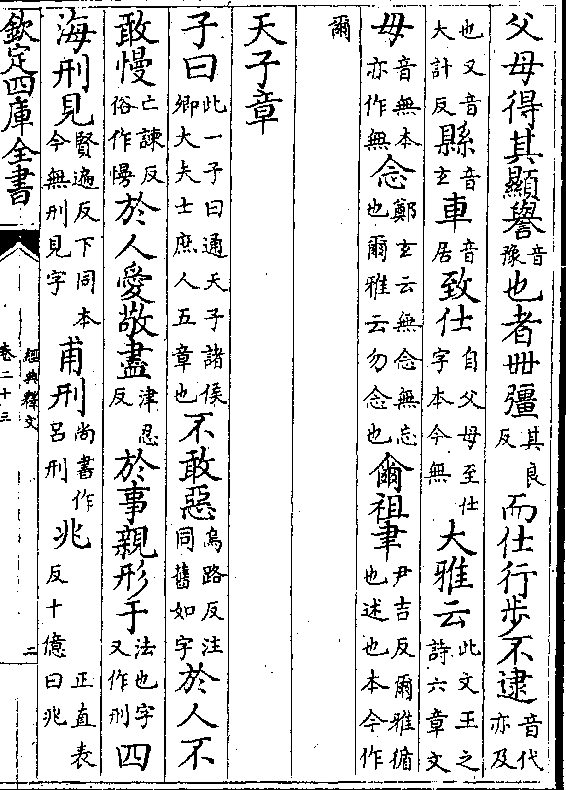 父母得其顯譽音豫也者丗彊其良反而仕行步不逮音代亦及
也又音大計反縣音玄車音居致仕自父母至仕字本今無大雅云此文王之詩六章文
毋音無本亦作無念鄭玄云無念無忘也爾雅云勿念也爾祖聿尹吉反爾雅循也述也本今作
爾
天子章
子曰此一子曰通天子諸侯卿大夫士庶人五章也不敢惡烏路反注同舊如字於人不
敢慢亡諫反俗作於人愛敬盡津忍反於事親形于法也字又作刑四
海刑見賢遍反下同本今無刑見字甫刑尚書作呂刑兆正直表反十億曰兆
欽定四庫全書
經典釋文
卷二十三
二